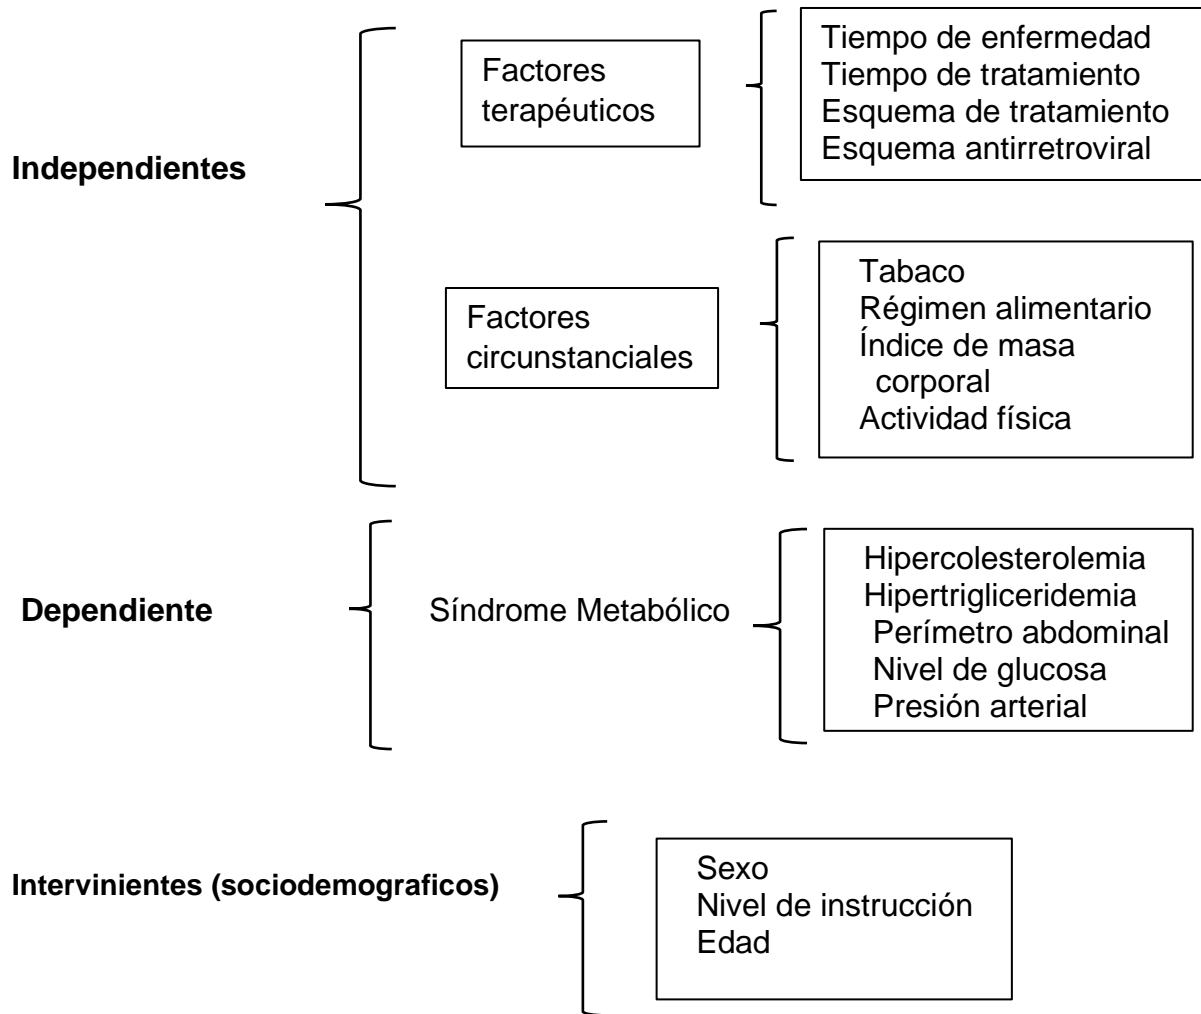 Independientes
Factores
terapéuticos
Tiempo de enfermedad
Tiempo de tratamiento
Esquema de tratamiento
Esquema antirretroviral
Factores
circunstanciales
Tabaco
Régimen alimentario
Índice de masa
corporal
Actividad física
Dependiente
Síndrome Metabólico
Hipercolesterolemia
Hipertrigliceridemia
Perímetro abdominal
Nivel de glucosa
Presión arterial
Intervinientes (sociodemograficos)
Sexo
Nivel de instrucción
Edad